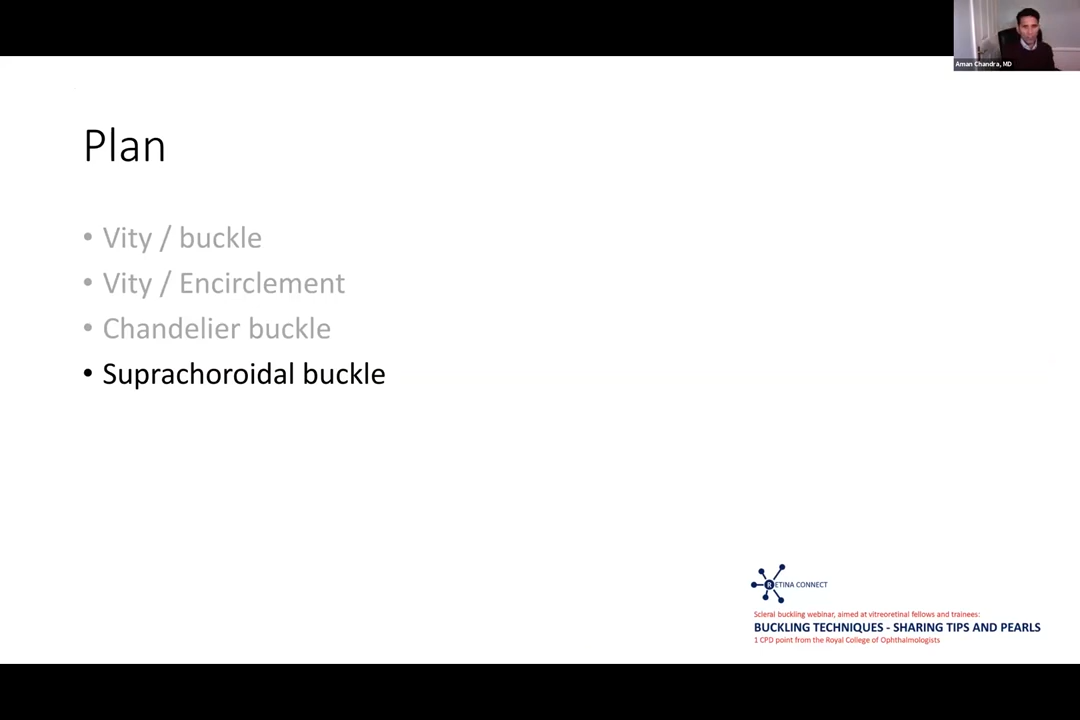 Aman Chandra, MD
Plan
• Vity / buckle
• Vity / Encirclement
• Chandelier buckle
• Suprachoroidal buckle
RETINA CONNECT
Scleral buckling webinar, aimed at vitreoretinal fellows and trainees:
BUCKLING TECHNIQUES - SHARING TIPS AND PEARLS
1 CPD point from the Royal College of Ophthalmologists